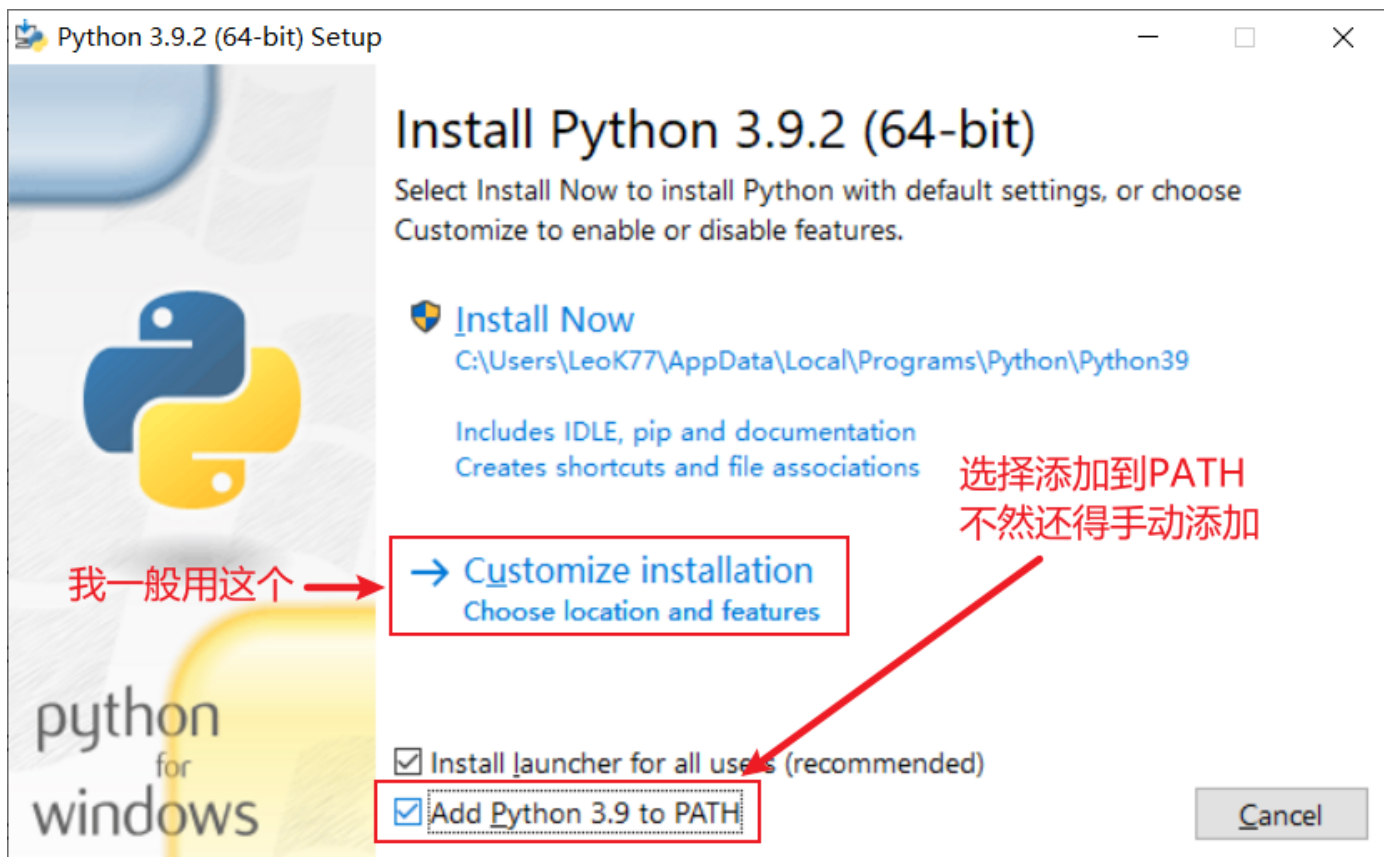 Python 3.9.2 (64-bit) Setup
Install Python 3.9.2 (64-bit)
Select Install Now to install Python with default settings, or choose
Customize to enable or disable features.
Install Now
C:\Users\LeoK77\AppData\Local\Programs\Python\Python39
Includes IDLE, pip and documentation
Creates shortcuts and file associations
选择添加到PATH
不然还得手动添加
我一般用这个
Customize installation
Choose location and features
python
for
windows
Install launcher for all users (recommended)
Add Python 3.9 to PATH
Cancel